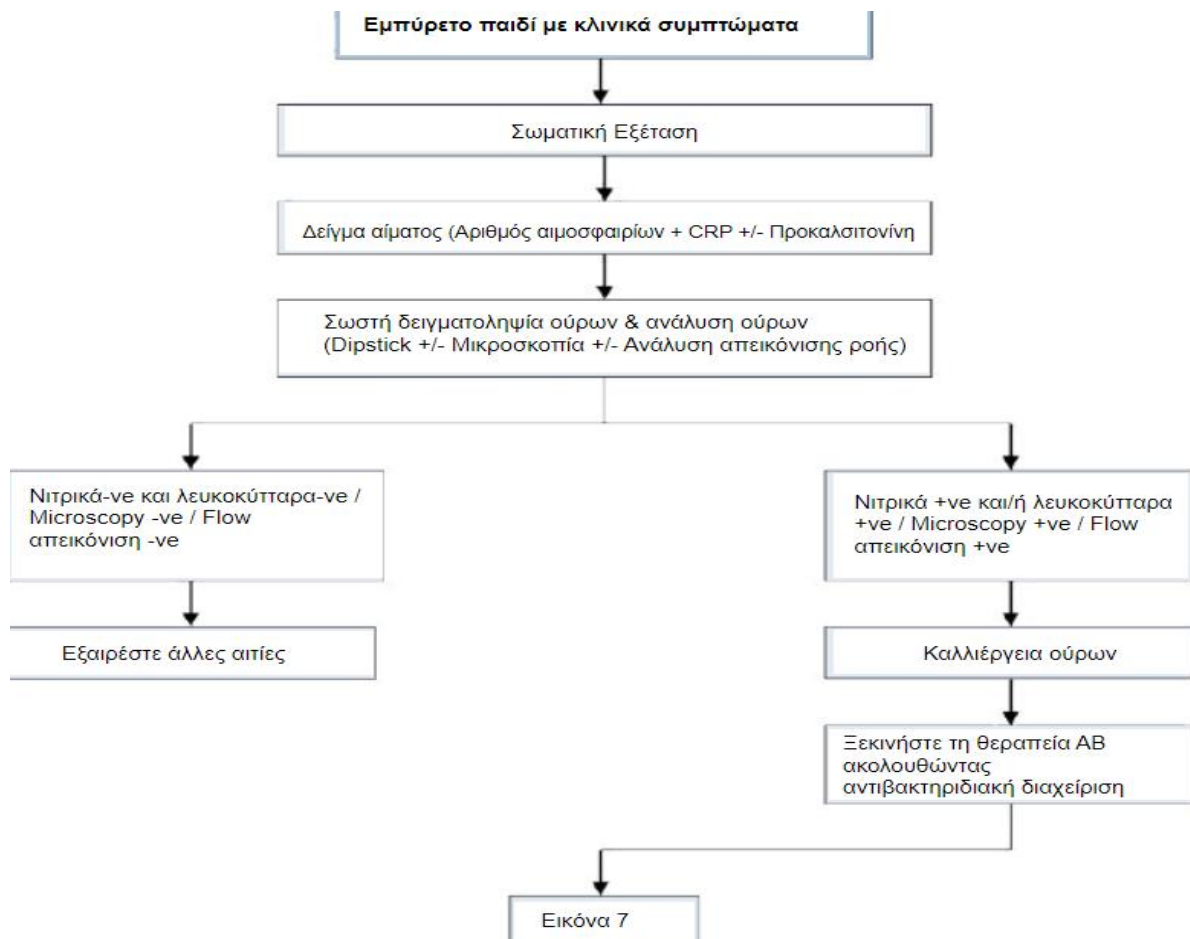 Εμπύρετο παιδί με κλινικά συμπτώματα
Σωματική Εξέταση
Δείγμα αίματος (Αριθμός αιμοσφαιρίων + CRP +/- Προκαλσιτονίνη
Σωστή δειγματοληψία ούρων & ανάλυση ούρων
(Dipstick +/- Μικροσκοπία +/- Ανάλυση απεικόνισης ροής)
Νιτρικά-ve και λευκοκύτταρα-ve /
Microscopy -ve / Flow
απεικόνιση -ve
Εξαιρέστε άλλες αιτίες
Νιτρικά +ve και/ή λευκοκύτταρα
+ve / Microscopy +ve / Flow
απεικόνιση +ve
Καλλιέργεια ούρων
Ξεκινήστε τη θεραπεία ΑΒ
ακολουθώντας
αντιβακτηριδιακή διαχείριση
Εικόνα 7